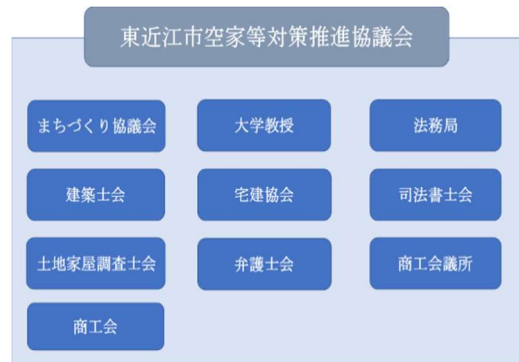 東近江市空家等対策推進協議会
まちづくり協議会
大学教授
法務局
建築士会
宅建協会
司法書士会
土地家屋調査士会
弁護士会
商工会議所
商工会